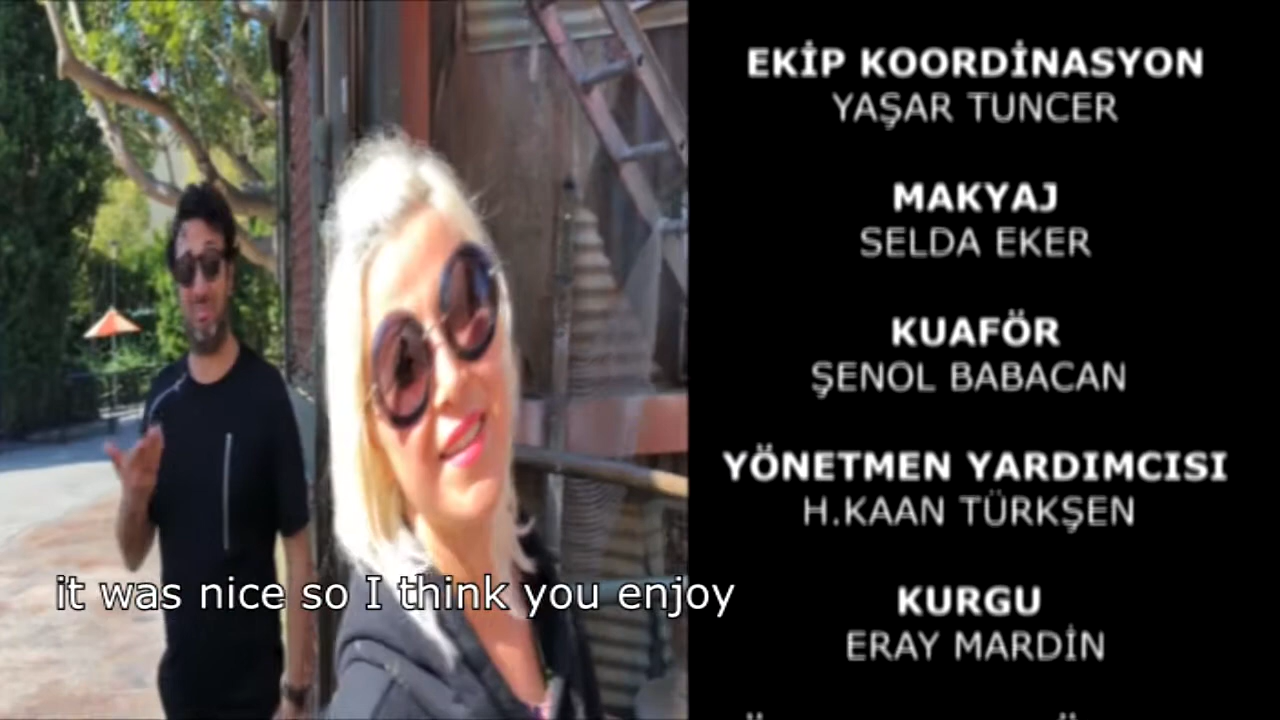 EKİP KOORDİNASYON
YAŞAR TUNCER
MAKYAJ
SELDA EKER
KUAFÖR
ŞENOL BABACAN
YÖNETMEN YARDIMCISI
H.KAAN TÜRKŞEN
it was nice so I think you enjoy
KURGU
ERAY MARDİN